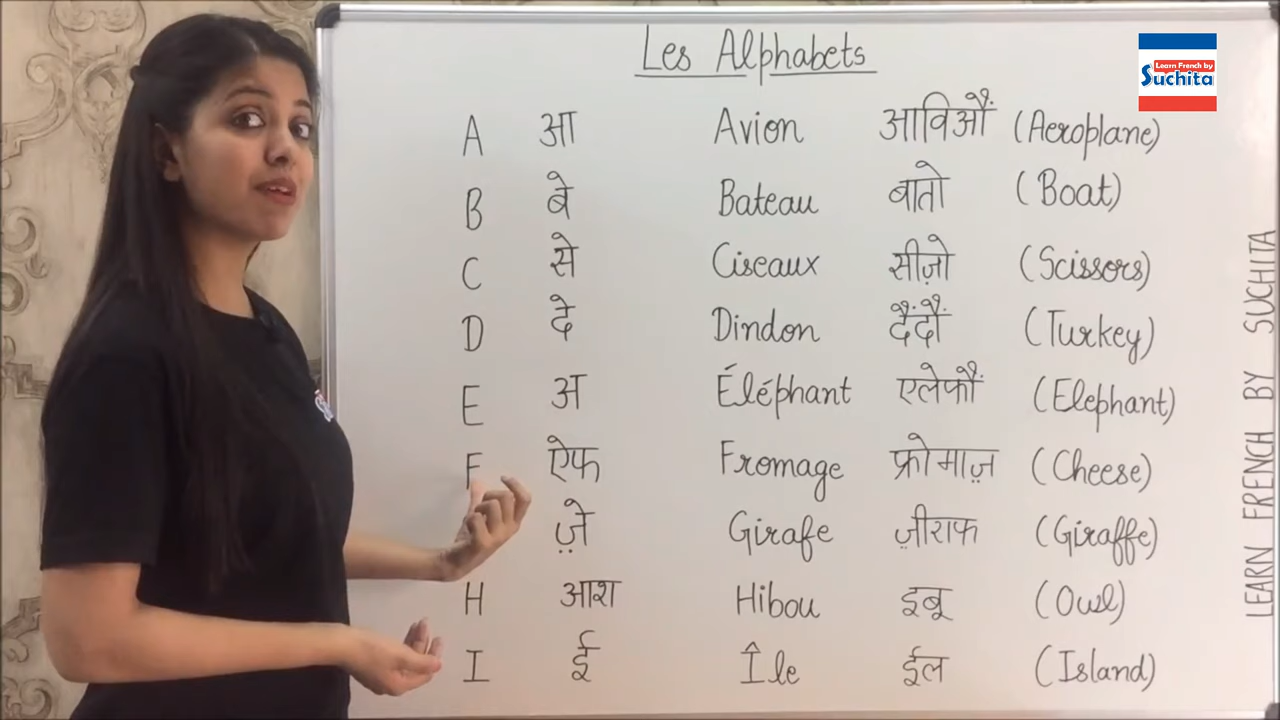 Les Alphabets
Learn French by
Suchita
A आ Avion आविऔं (Aeroplane)
B बे Bateau बातो (Boat)
C से Ciseaux सीज़ो (Scissors)
D दे Dindon दैंदौं (Turkey)
E अ Éléphant एलेफौं (Elephant)
F ऐफ Fromage फ्रोमाज़ (Cheese)
ज़े Girafe ज़ीराफ (Giraffe)
H आश Hibou इबू (Owl)
I ई Île ईल (Island)
LEARN FRENCH BY SUCHITA